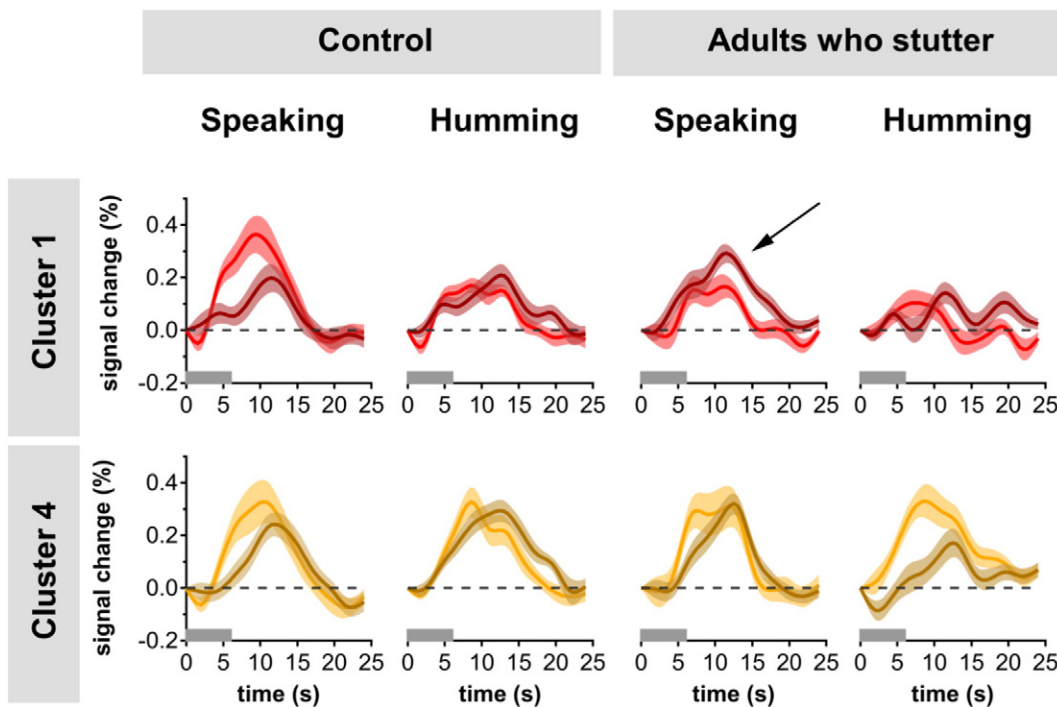 Control Adults who stutter
Speaking Humming Speaking Humming
Cluster 1
signal change (%)
0.4
0.2
0.0
-0.2
0 5 10 15 20 25 0 5 10 15 20 25 0 5 10 15 20 25 0 5 10 15 20 25
Cluster 4
signal change (%)
0.4
0.2
0.0
-0.2
0 5 10 15 20 25 0 5 10 15 20 25 0 5 10 15 20 25 0 5 10 15 20 25
time (s) time (s) time (s) time (s)